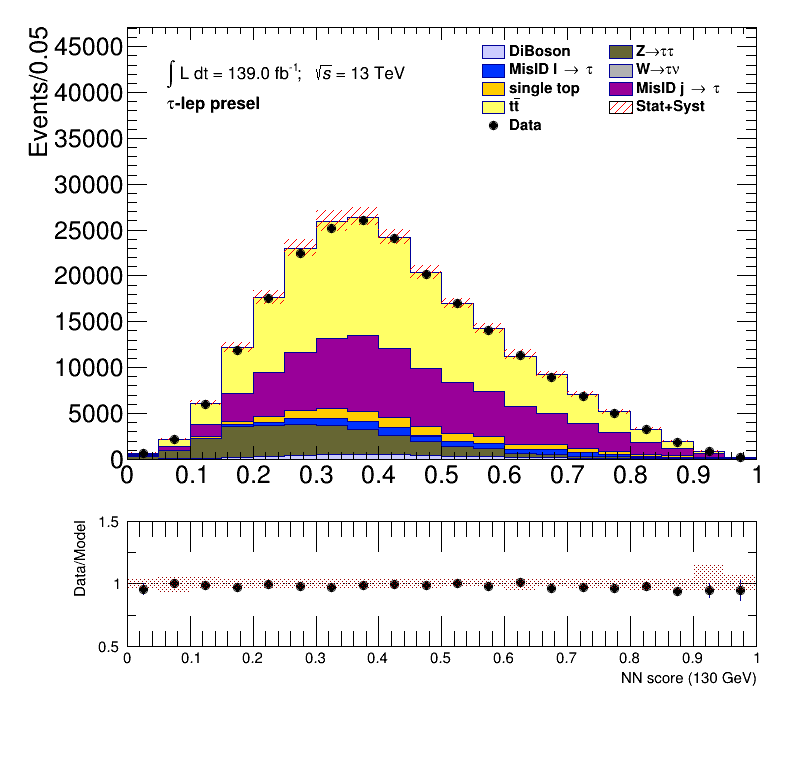 Events/0.05
45000
40000
35000
30000
25000
20000
15000
10000
5000
0
∫ L dt = 139.0 fb⁻¹; √s = 13 TeV
τ-lep presel
DiBoson
MisID l → τ
single top
tt̄
Data
Z→ττ
W→τν
MisID j → τ
Stat+Syst
0 0.1 0.2 0.3 0.4 0.5 0.6 0.7 0.8 0.9 1
Data/Model
1.5
1
0.5
0 0.1 0.2 0.3 0.4 0.5 0.6 0.7 0.8 0.9 1
NN score (130 GeV)